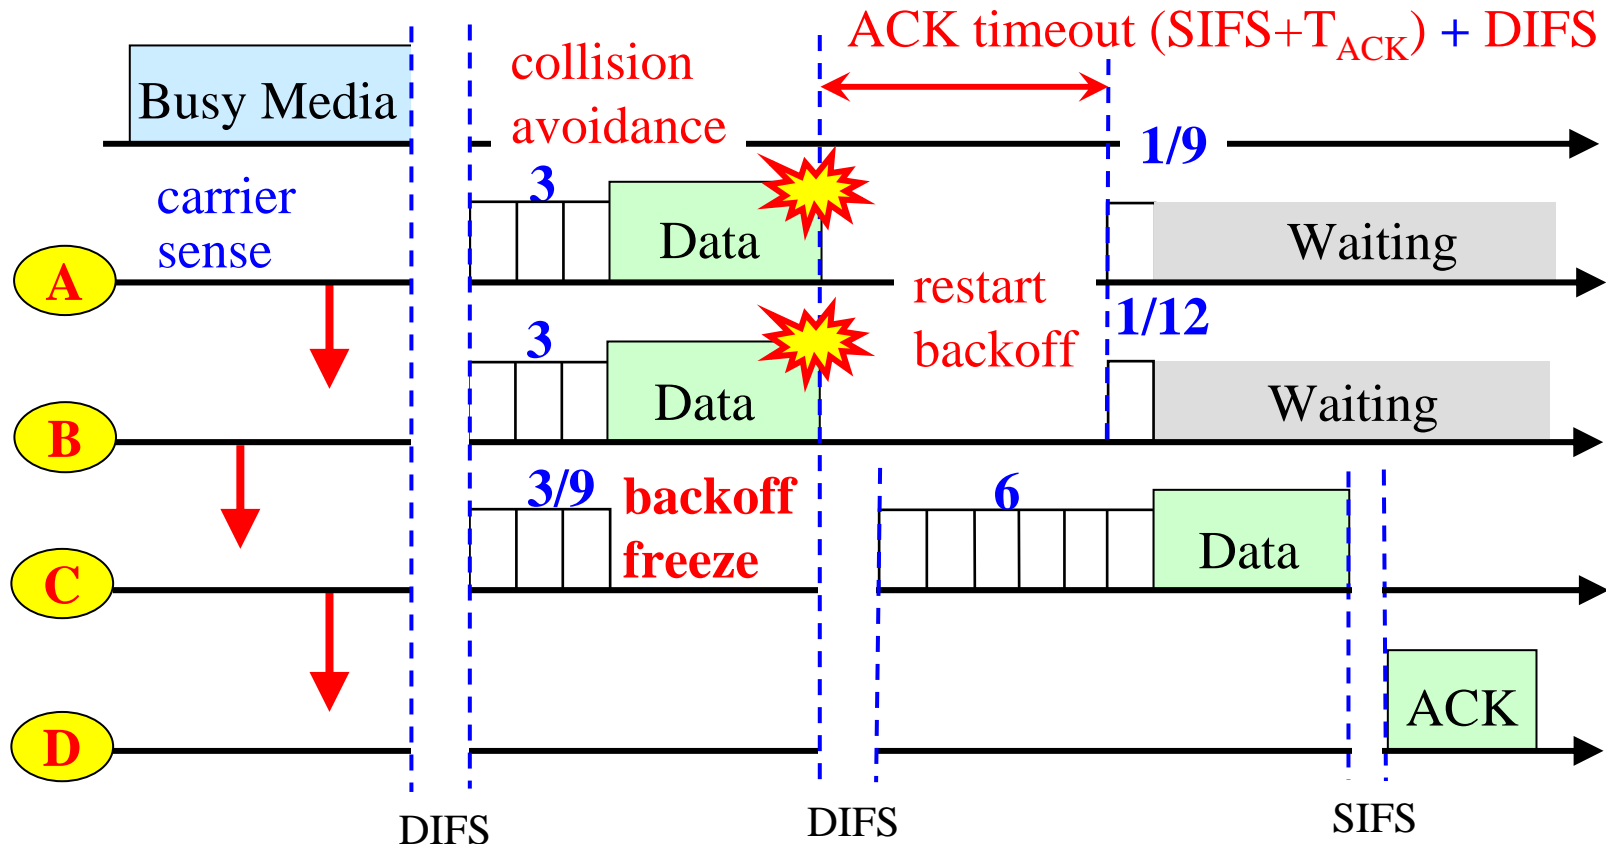 ACK timeout (SIFS+TACK) + DIFS
collision
avoidance
Busy Media
1/9
carrier
sense
3
Data
Waiting
A
restart
backoff
1/12
3
Data
Waiting
B
3/9
backoff
freeze
6
Data
C
ACK
D
DIFS
DIFS
SIFS